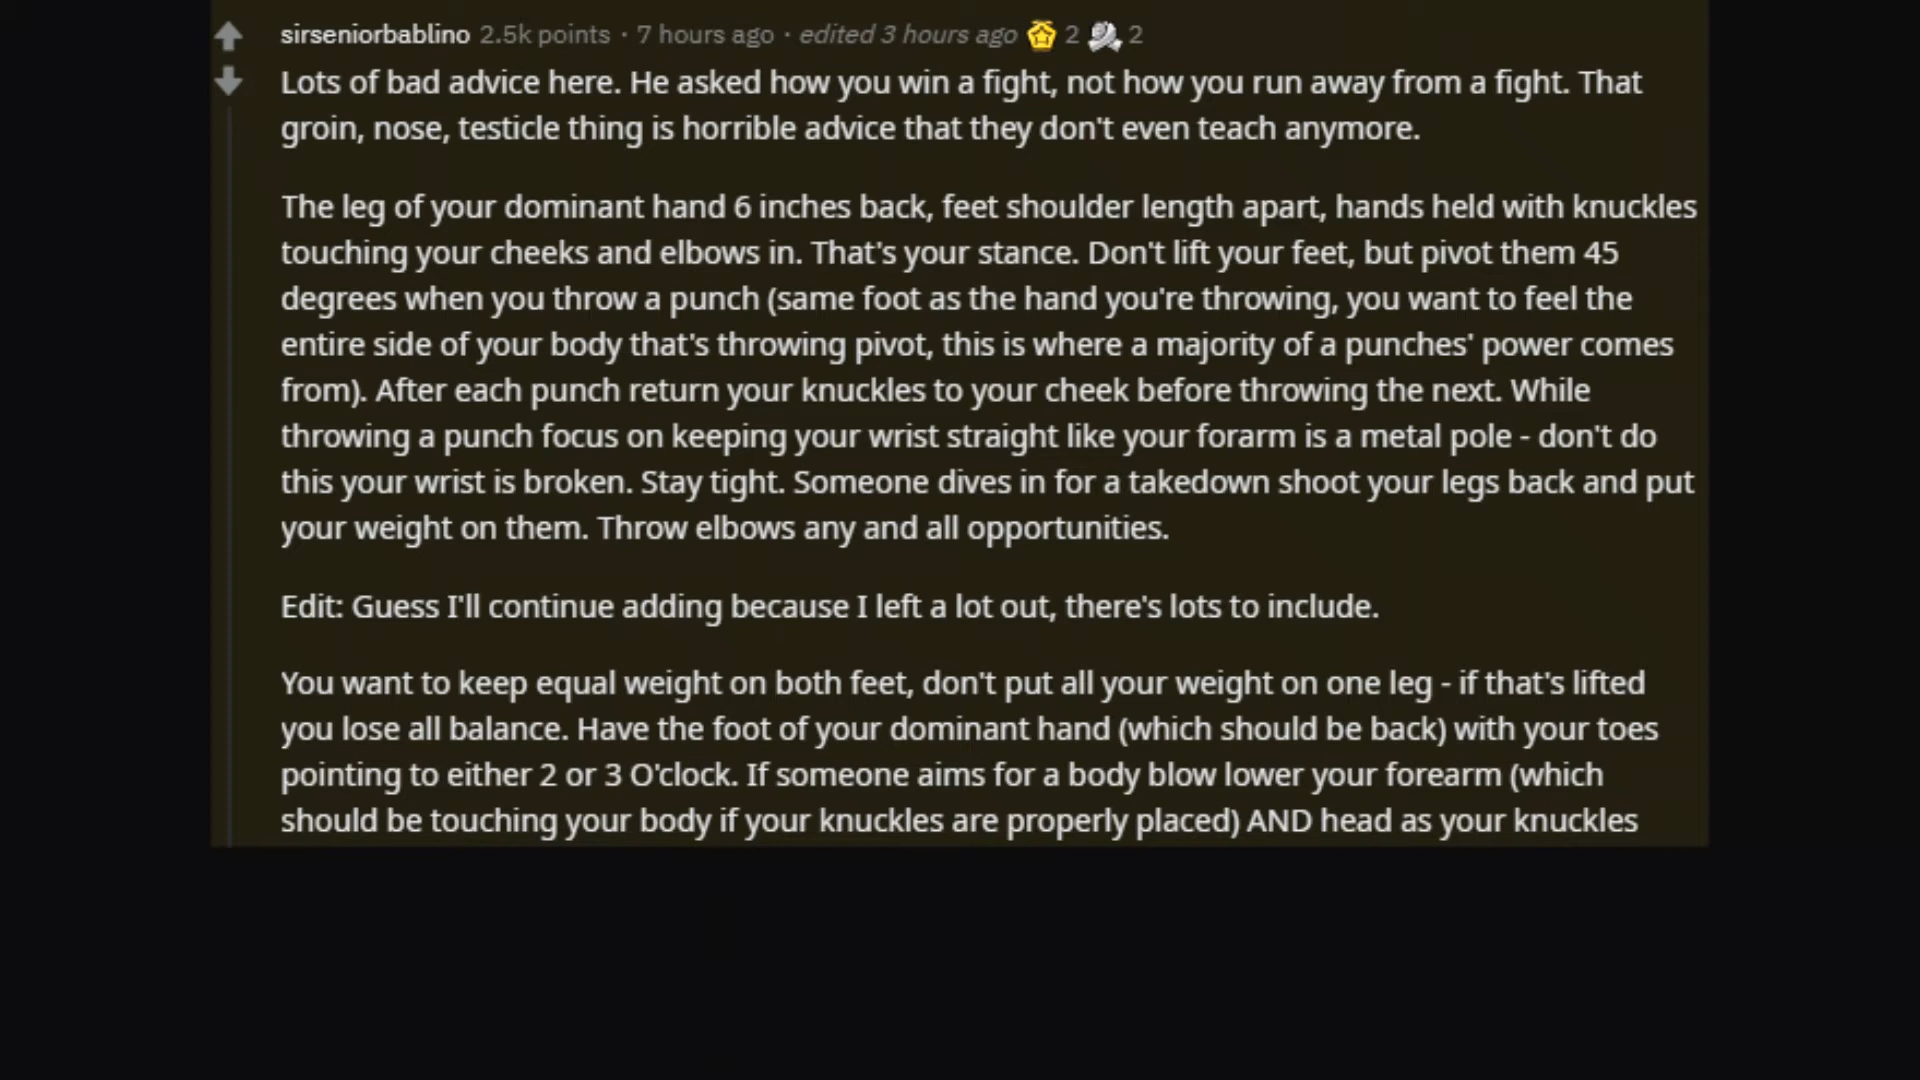 sirseniorbablino 2.5k points · 7 hours ago · edited 3 hours ago 2 2
Lots of bad advice here. He asked how you win a fight, not how you run away from a fight. That
groin, nose, testicle thing is horrible advice that they don't even teach anymore.
The leg of your dominant hand 6 inches back, feet shoulder length apart, hands held with knuckles
touching your cheeks and elbows in. That's your stance. Don't lift your feet, but pivot them 45
degrees when you throw a punch (same foot as the hand you're throwing, you want to feel the
entire side of your body that's throwing pivot, this is where a majority of a punches' power comes
from). After each punch return your knuckles to your cheek before throwing the next. While
throwing a punch focus on keeping your wrist straight like your forarm is a metal pole - don't do
this your wrist is broken. Stay tight. Someone dives in for a takedown shoot your legs back and put
your weight on them. Throw elbows any and all opportunities.
Edit: Guess I'll continue adding because I left a lot out, there's lots to include.
You want to keep equal weight on both feet, don't put all your weight on one leg - if that's lifted
you lose all balance. Have the foot of your dominant hand (which should be back) with your toes
pointing to either 2 or 3 O'clock. If someone aims for a body blow lower your forearm (which
should be touching your body if your knuckles are properly placed) AND head as your knuckles